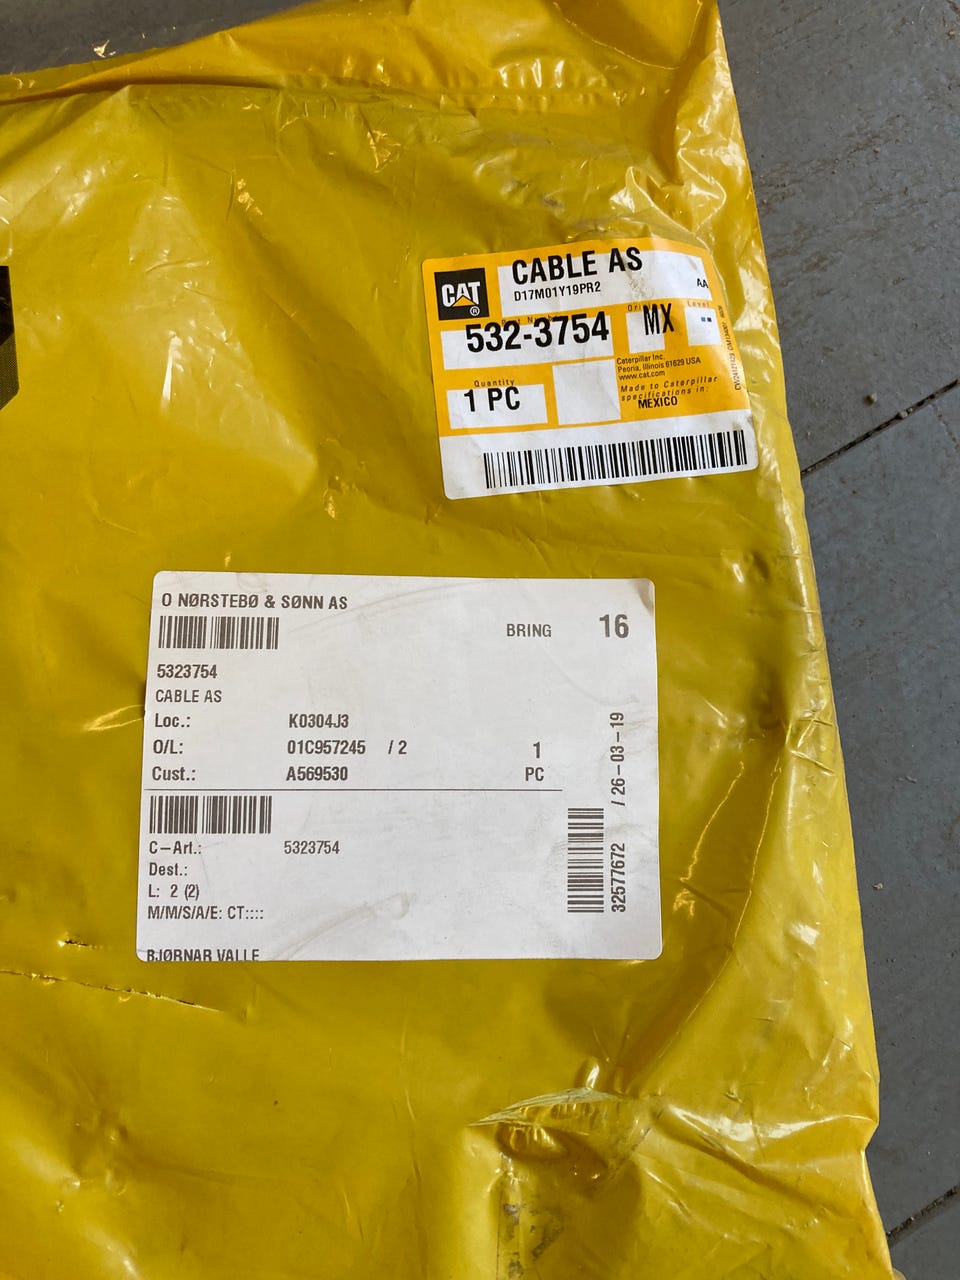 CAT
®
CABLE AS
D17M01Y19PR2
AA
532-3754
MX
Level
Quantity
1 PC
Caterpillar Inc.
Peoria, Illinois 61629 USA
www.cat.com
Made to Caterpillar
specifications in:
MEXICO
O NØRSTEBØ & SØNN AS
BRING 16
5323754
CABLE AS
Loc.: K0304J3
O/L: 01C957245 / 2 1
Cust.: A569530 PC
C-Art.: 5323754
Dest.:
L: 2 (2)
M/M/S/A/E: CT::::
BJØRNAR VALLE
32577672 / 26-03-19